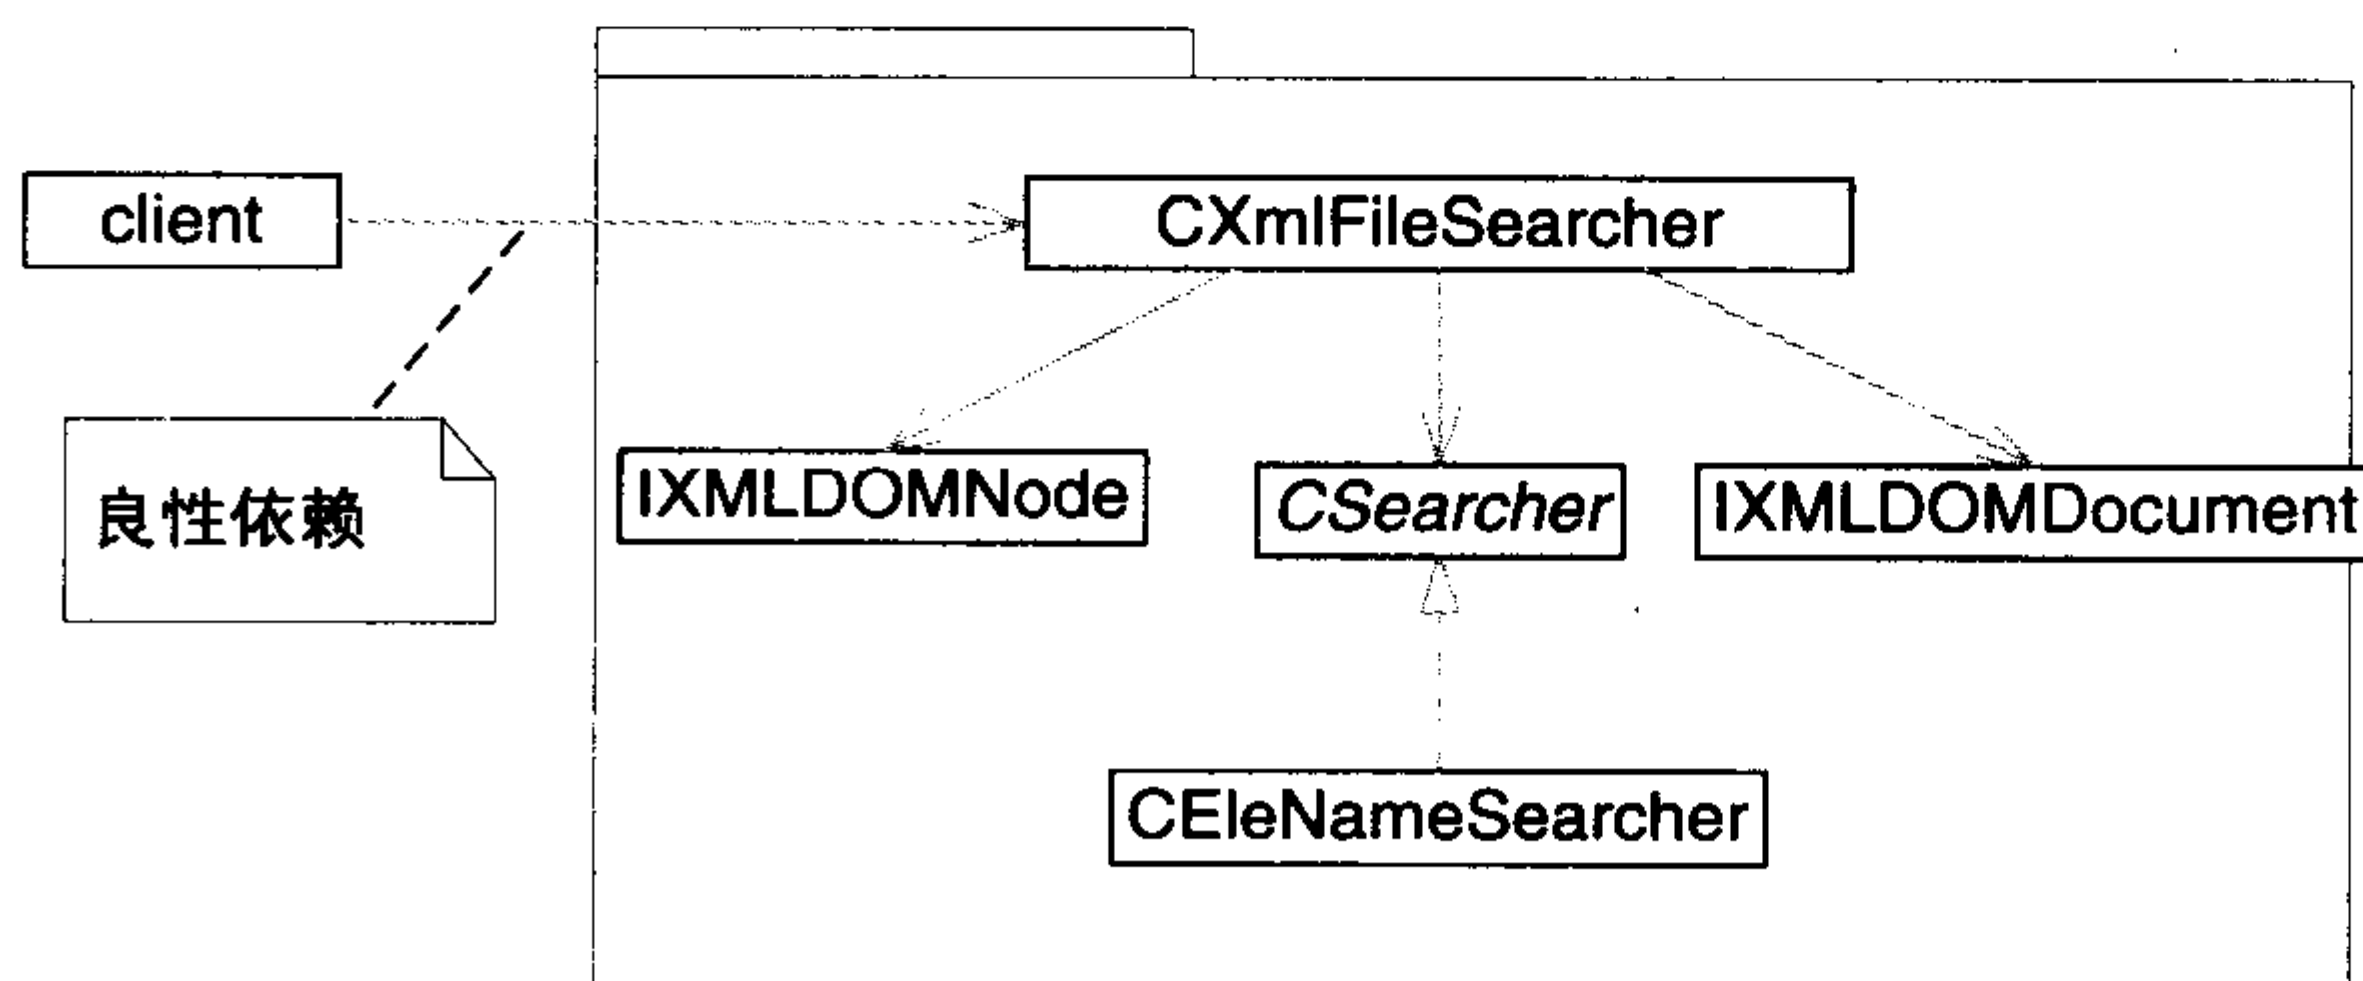 client
CXmlFileSearcher
IXMLDOMNode
CSearcher
IXMLDOMDocument
良性依赖
CEleNameSearcher